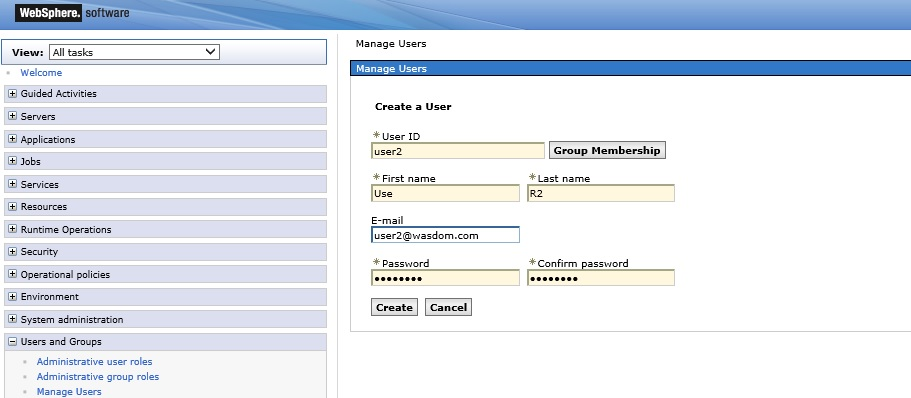 WebSphere. software
View: All tasks
Welcome
Guided Activities
Servers
Applications
Jobs
Services
Resources
Runtime Operations
Security
Operational policies
Environment
System administration
Users and Groups
Administrative user roles
Administrative group roles
Manage Users
Manage Users
Manage Users
Create a User
* User ID
user2 Group Membership
* First name * Last name
Use R2
E-mail
user2@wasdom.com
* Password * Confirm password
•••••••• ••••••••
Create Cancel